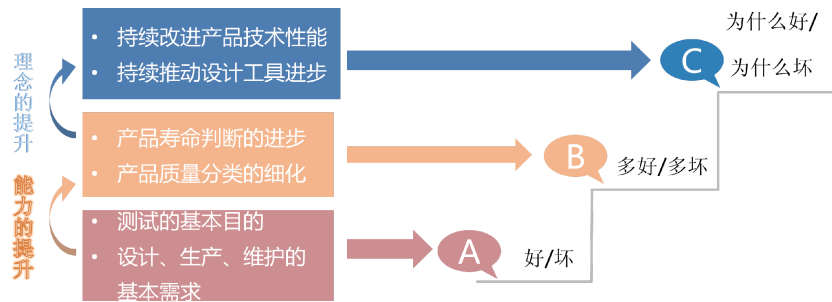 理念的提升
• 持续改进产品技术性能
• 持续推动设计工具进步
C
为什么好/
为什么坏
能力的提升
• 产品寿命判断的进步
• 产品质量分类的细化
B
多好/多坏
• 测试的基本目的
• 设计、生产、维护的
基本需求
A
好/坏